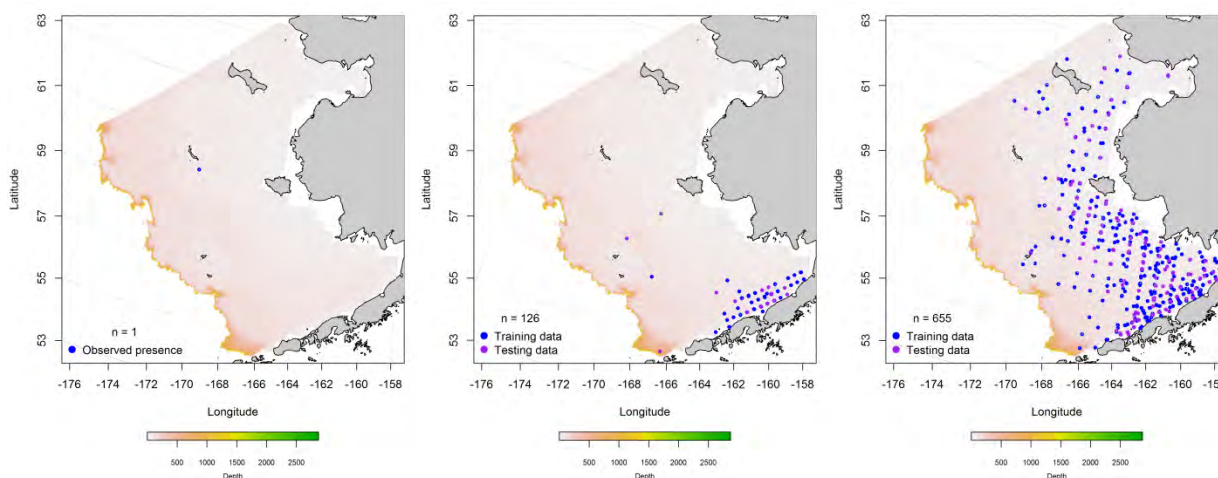 63
61
59
57
55
53
Latitude
n = 1
Observed presence
-176 -174 -172 -170 -168 -166 -164 -162 -160 -158
Longitude
500 1000 1500 2000 2500
Depth
63
61
59
57
55
53
Latitude
n = 126
Training data
Testing data
-176 -174 -172 -170 -168 -166 -164 -162 -160 -158
Longitude
500 1000 1500 2000 2500
Depth
63
61
59
57
55
53
Latitude
n = 655
Training data
Testing data
-176 -174 -172 -170 -168 -166 -164 -162 -160 -15
Longitude
500 1000 1500 2000 2500
Depth